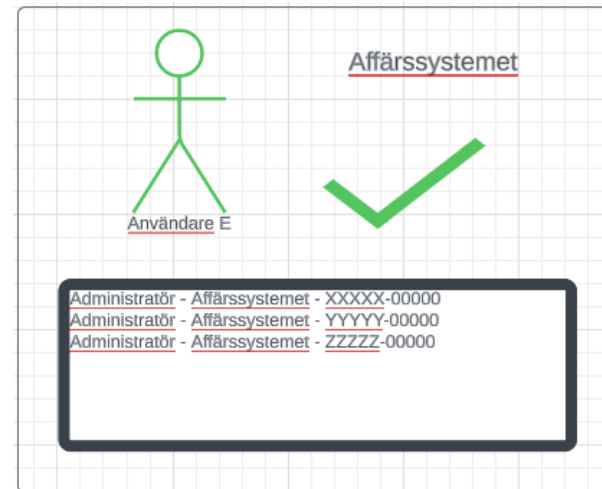 Affärssystemet
Användare E
Administratör - Affärssystemet - XXXXX-00000
Administratör - Affärssystemet - YYYYY-00000
Administratör - Affärssystemet - ZZZZZ-00000